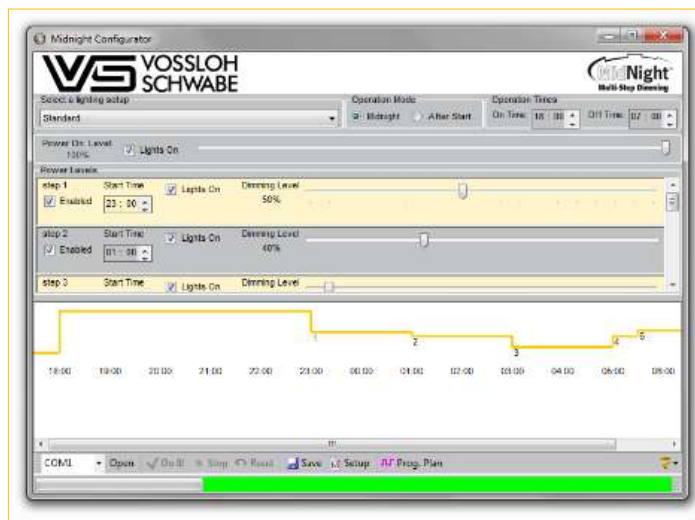 Midnight Configurator
VOSSLOH
SCHWABE
MidNight
Multi-Step Dimming
Select a lighting setup
Operation Mode
Operation Times
Standard
Midnight
After Start
On Time: 18 : 00
Off Time: 07 : 00
Power On: Level
100%
Lights On
Power Levels
step 1
Start Time
Lights On
Dimming Level
Enabled
23 : 00
50%
step 2
Start Time
Lights On
Dimming Level
Enabled
01 : 00
40%
step 3
Start Time
Lights On
Dimming Level
1
2
3
4
5
18:00 19:00 20:00 21:00 22:00 23:00 00:00 01:00 02:00 03:00 04:00
COM1
Open
Do It!
Stop
Read
Save
Setup
Prog. Plan